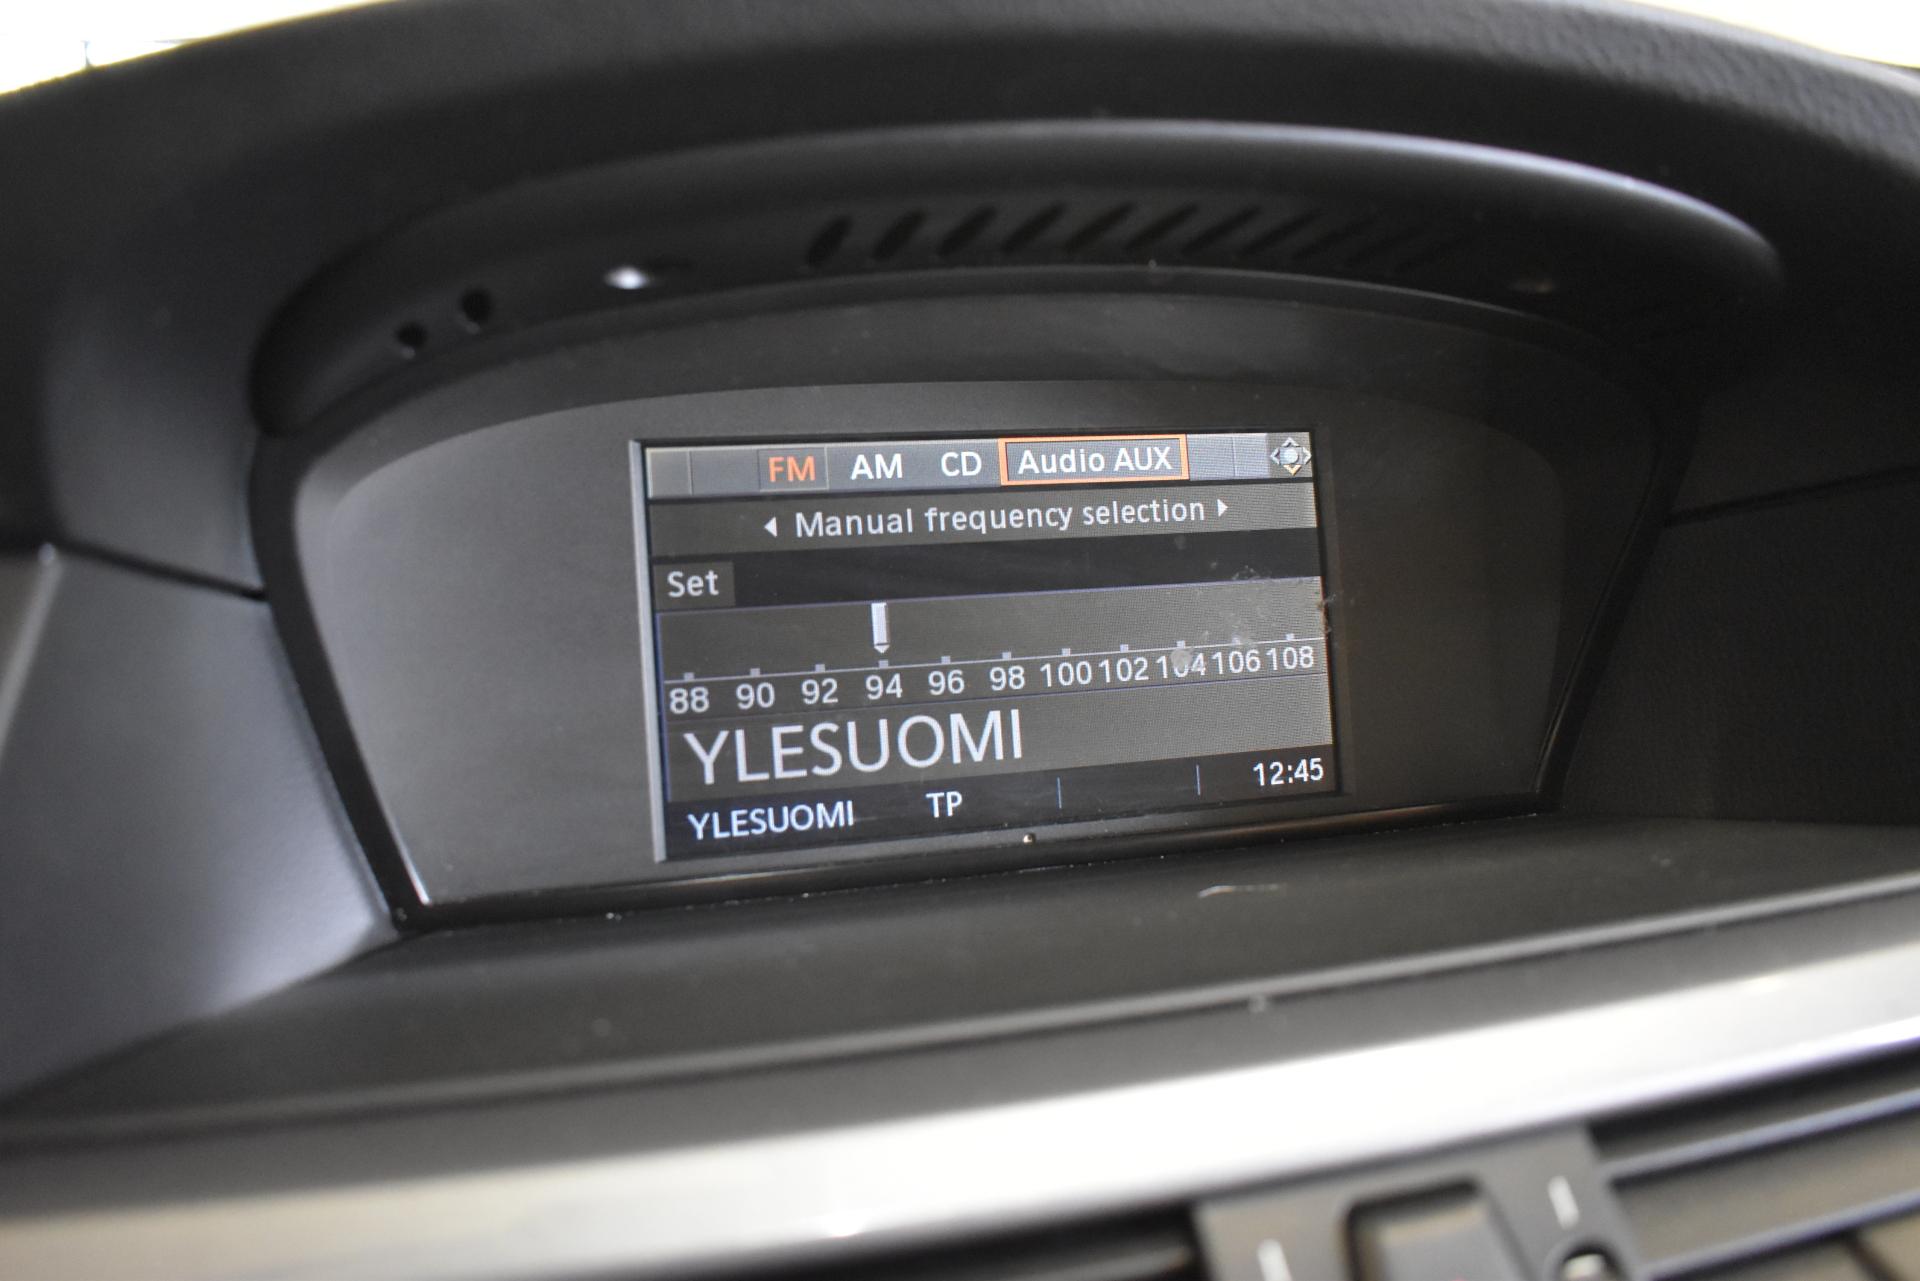 FM AM CD Audio AUX
Manual frequency selection
Set
88 90 92 94 96 98 100 102 104 106 108
YLESUOMI
YLESUOMI TP 12:45